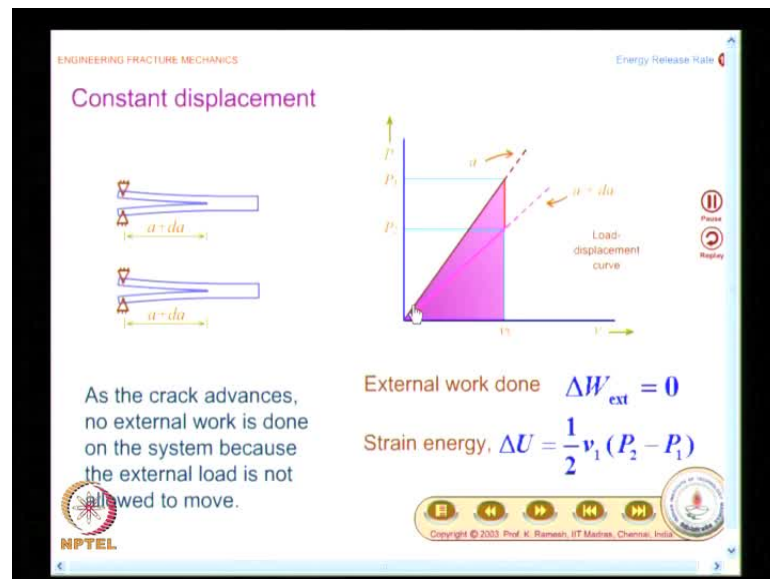 ENGINEERING FRACTURE MECHANICS
Energy Release Rate
Constant displacement
a + da
a + da
P
P₁
P₂
a
a + da
Load-
displacement
curve
v₁
v
Pause
Replay
As the crack advances,
no external work is done
on the system because
the external load is not
allowed to move.
External work done ΔW_ext = 0
Strain energy, ΔU = 1/2 v₁ (P₂ − P₁)
NPTEL
Copyright © 2003 Prof. K. Ramesh, IIT Madras, Chennai, India